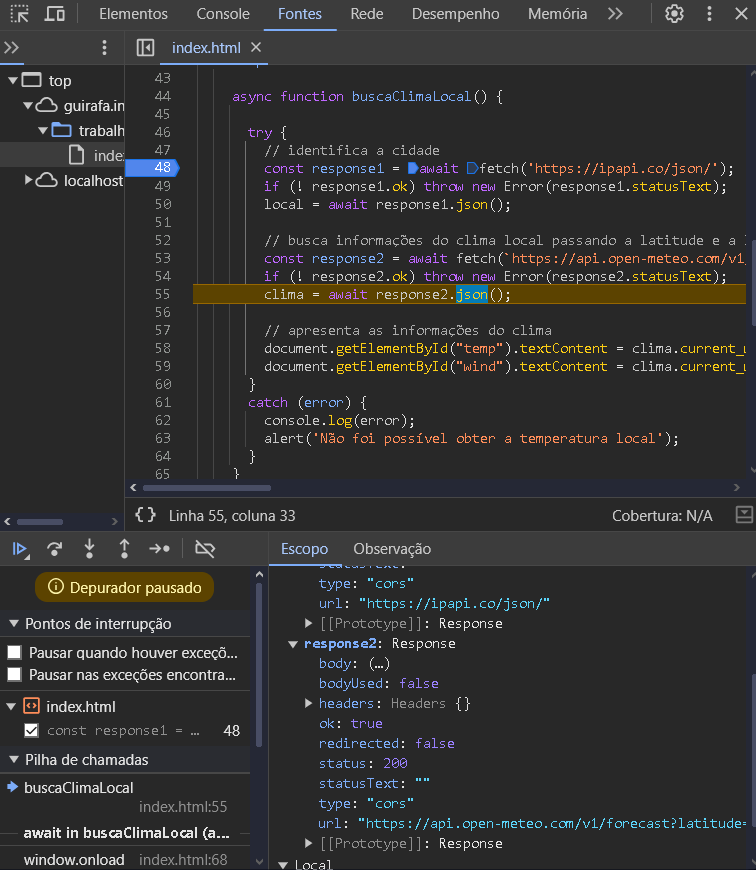 Elementos Console Fontes Rede Desempenho Memória
index.html
top
guirafa.in
trabalh
index
localhost
43
44 async function buscaClimaLocal() {
45
46 try {
47 // identifica a cidade
48 const response1 = await fetch('https://ipapi.co/json/');
49 if (! response1.ok) throw new Error(response1.statusText);
50 local = await response1.json();
51
52 // busca informações do clima local passando a latitude e a l
53 const response2 = await fetch(`https://api.open-meteo.com/v1
54 if (! response2.ok) throw new Error(response2.statusText);
55 clima = await response2.json();
56
57 // apresenta as informações do clima
58 document.getElementById("temp").textContent = clima.current_u
59 document.getElementById("wind").textContent = clima.current_u
60 }
61 catch (error) {
62 console.log(error);
63 alert('Não foi possível obter a temperatura local');
64 }
65 }
{} Linha 55, coluna 33 Cobertura: N/A
Depurador pausado
Pontos de interrupção
Pausar quando houver exceçõ...
Pausar nas exceções encontra...
index.html
const response1 = … 48
Pilha de chamadas
buscaClimaLocal
index.html:55
await in buscaClimaLocal (a...
window.onload index.html:68
Escopo Observação
statusText: ""
type: "cors"
url: "https://ipapi.co/json/"
[[Prototype]]: Response
response2: Response
body: (…)
bodyUsed: false
headers: Headers {}
ok: true
redirected: false
status: 200
statusText: ""
type: "cors"
url: "https://api.open-meteo.com/v1/forecast?latitude=
[[Prototype]]: Response
Local